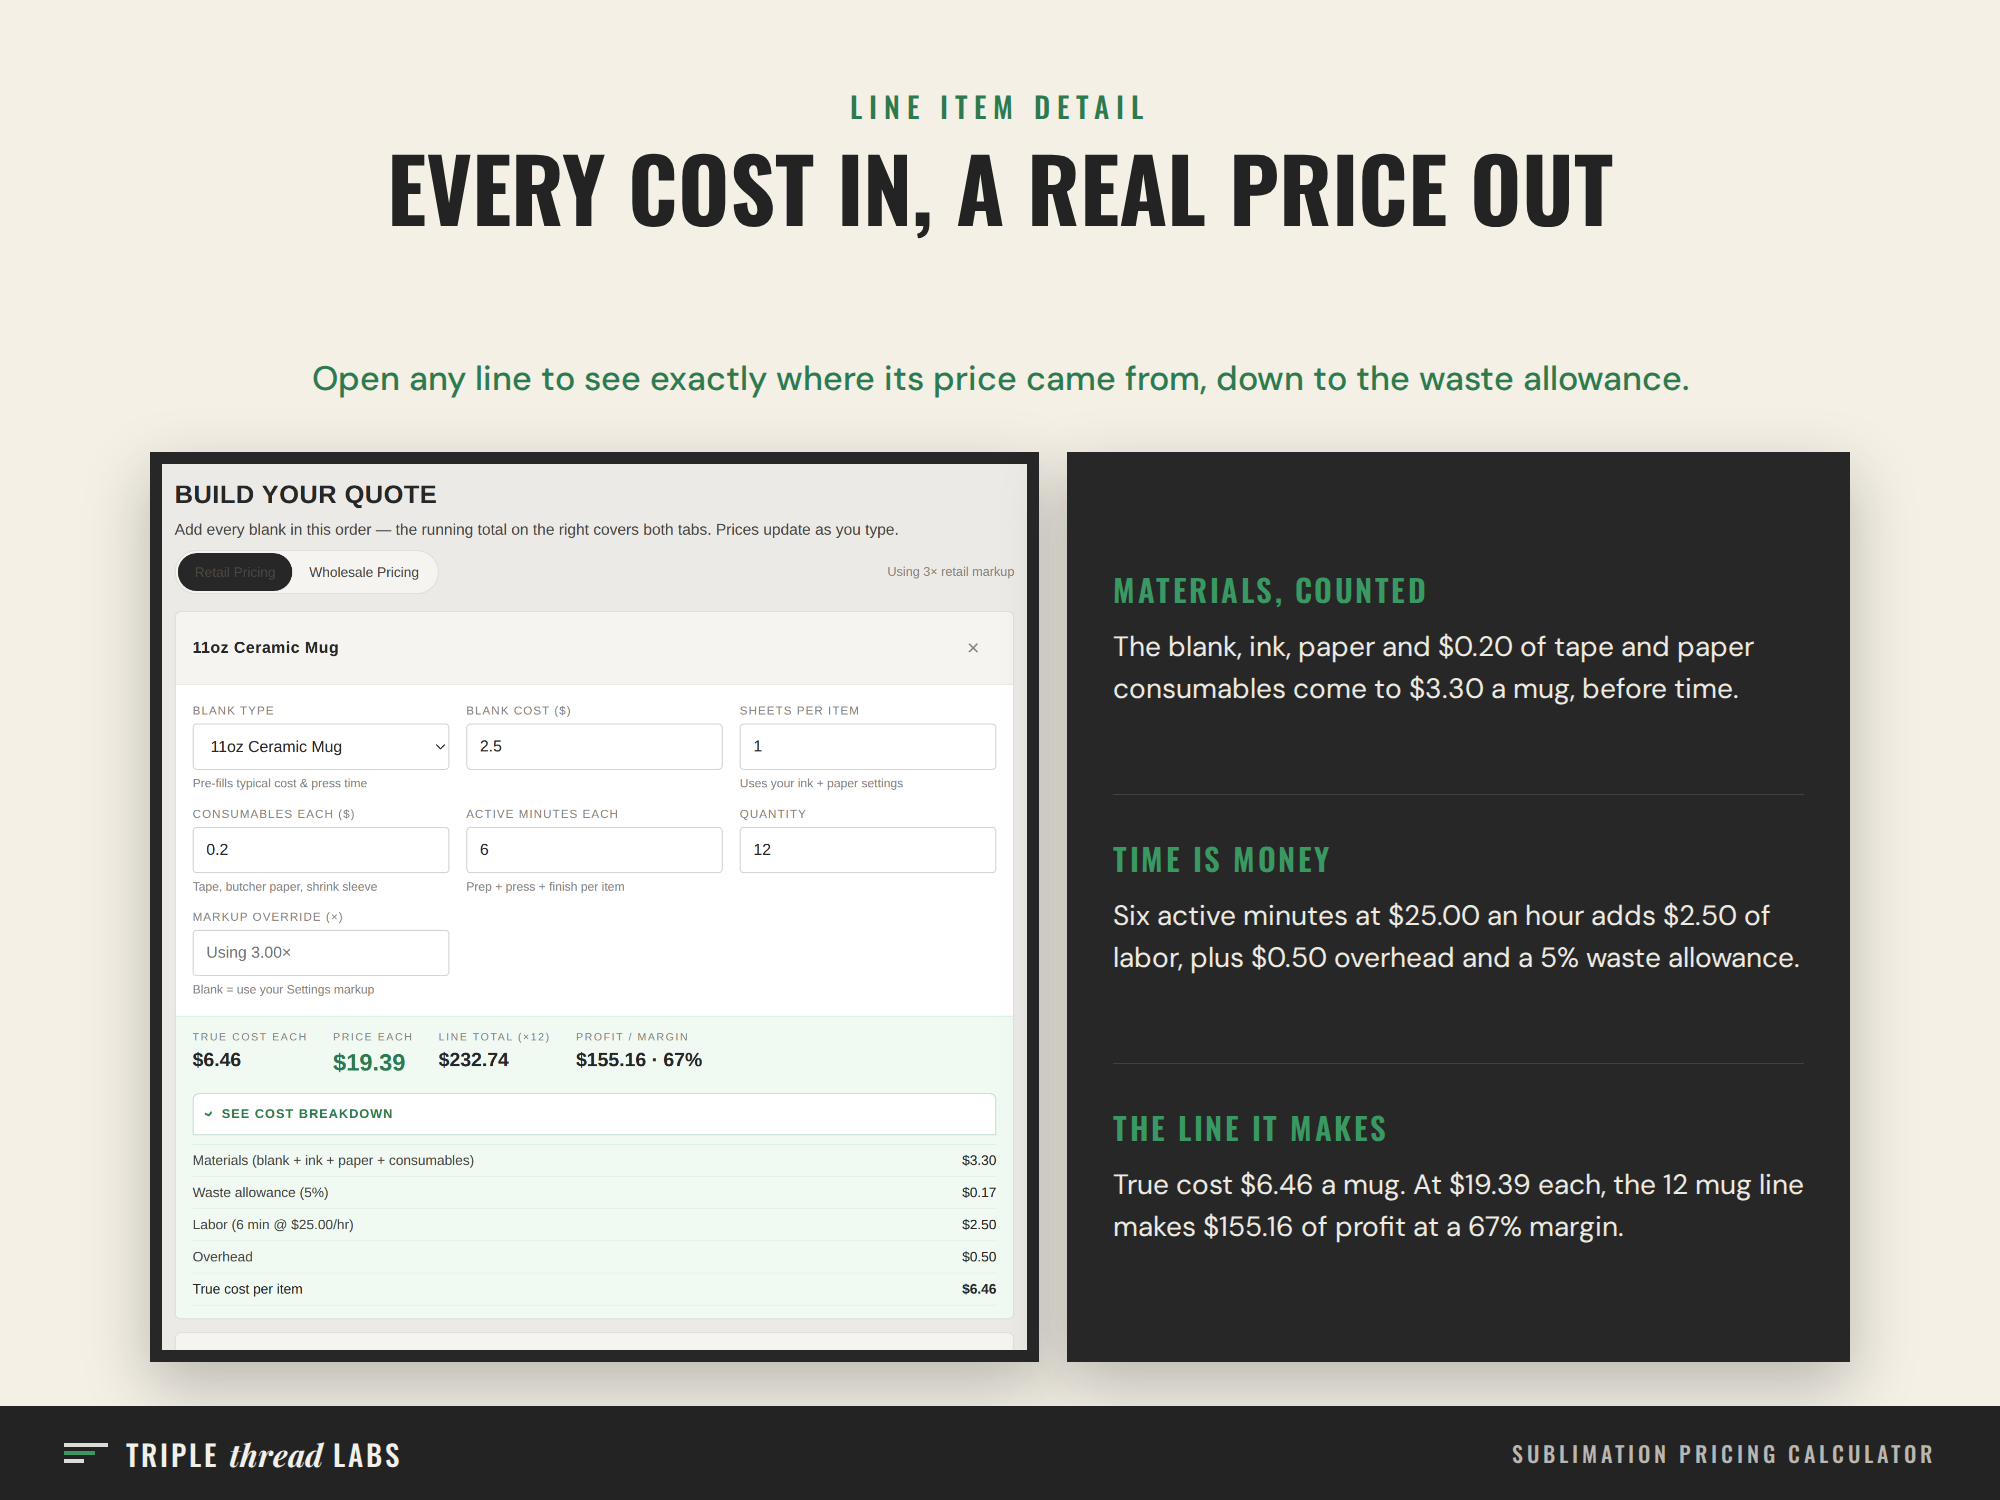 LINE ITEM DETAIL
EVERY COST IN, A REAL PRICE OUT
Open any line to see exactly where its price came from, down to the waste allowance.
BUILD YOUR QUOTE
Add every blank in this order — the running total on the right covers both tabs. Prices update as you type.
Retail Pricing
Wholesale Pricing
Using 3× retail markup
11oz Ceramic Mug
×
BLANK TYPE
BLANK COST ($)
SHEETS PER ITEM
11oz Ceramic Mug
2.5
1
Pre-fills typical cost & press time
Uses your ink + paper settings
CONSUMABLES EACH ($)
ACTIVE MINUTES EACH
QUANTITY
0.2
6
12
Tape, butcher paper, shrink sleeve
Prep + press + finish per item
MARKUP OVERRIDE (×)
Using 3.00×
Blank = use your Settings markup
TRUE COST EACH
PRICE EACH
LINE TOTAL (×12)
PROFIT / MARGIN
$6.46
$19.39
$232.74
$155.16 · 67%
SEE COST BREAKDOWN
Materials (blank + ink + paper + consumables) $3.30
Waste allowance (5%) $0.17
Labor (6 min @ $25.00/hr) $2.50
Overhead $0.50
True cost per item $6.46
MATERIALS, COUNTED
The blank, ink, paper and $0.20 of tape and paper
consumables come to $3.30 a mug, before time.
TIME IS MONEY
Six active minutes at $25.00 an hour adds $2.50 of
labor, plus $0.50 overhead and a 5% waste allowance.
THE LINE IT MAKES
True cost $6.46 a mug. At $19.39 each, the 12 mug line
makes $155.16 of profit at a 67% margin.
TRIPLE thread LABS
SUBLIMATION PRICING CALCULATOR